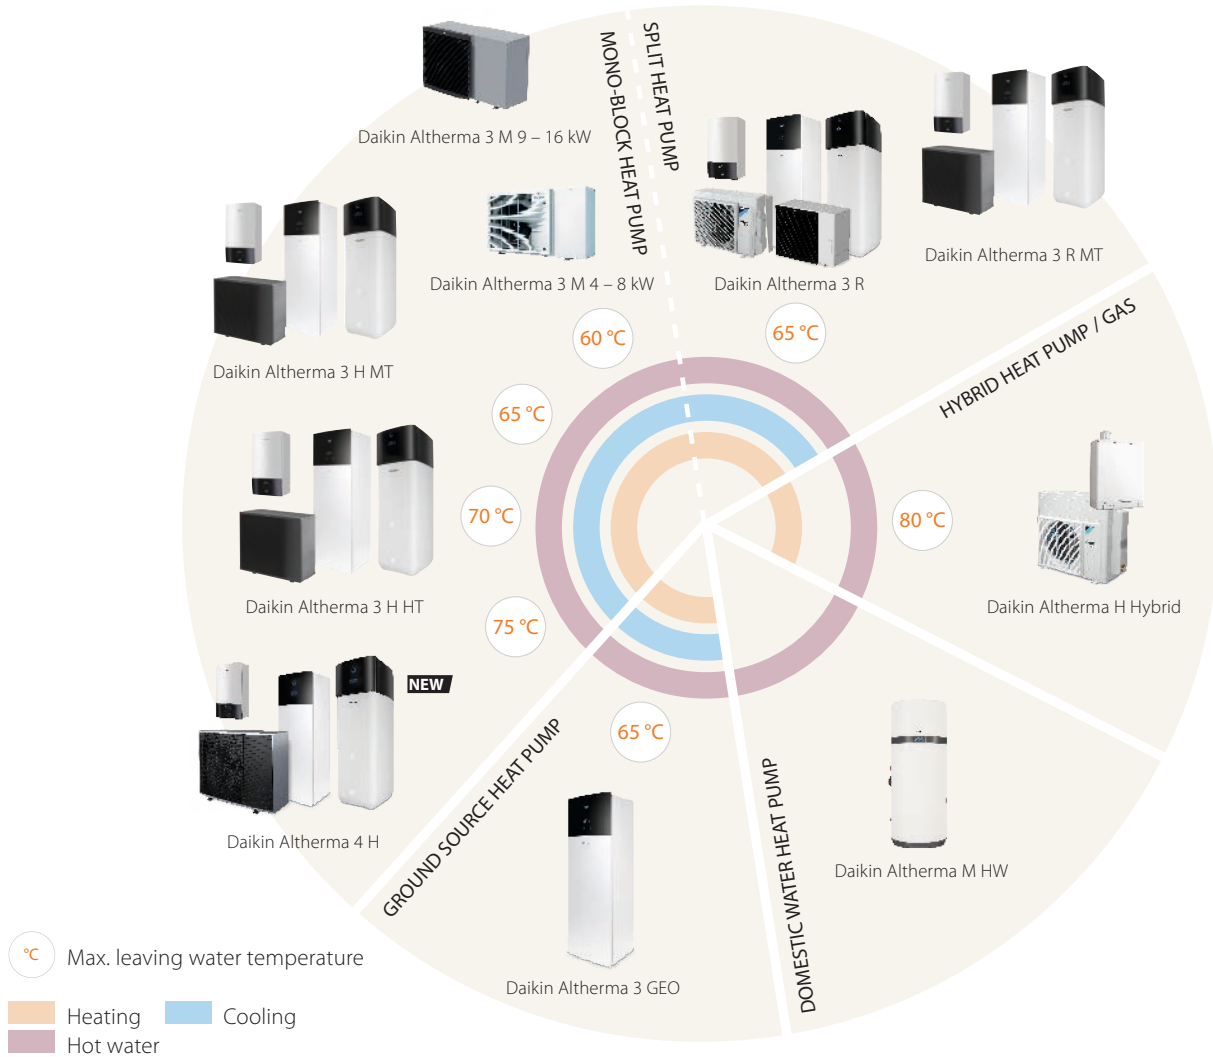 SPLIT HEAT PUMP
MONO-BLOCK HEAT PUMP
Daikin Altherma 3 M 9 – 16 kW
Daikin Altherma 3 R MT
Daikin Altherma 3 M 4 – 8 kW
Daikin Altherma 3 R
60 °C
65 °C
HYBRID HEAT PUMP / GAS
Daikin Altherma 3 H MT
65 °C
70 °C
80 °C
Daikin Altherma 3 H HT
Daikin Altherma H Hybrid
75 °C
NEW
65 °C
GROUND SOURCE HEAT PUMP
DOMESTIC WATER HEAT PUMP
Daikin Altherma 4 H
Daikin Altherma M HW
Daikin Altherma 3 GEO
°C
Max. leaving water temperature
Heating
Cooling
Hot water